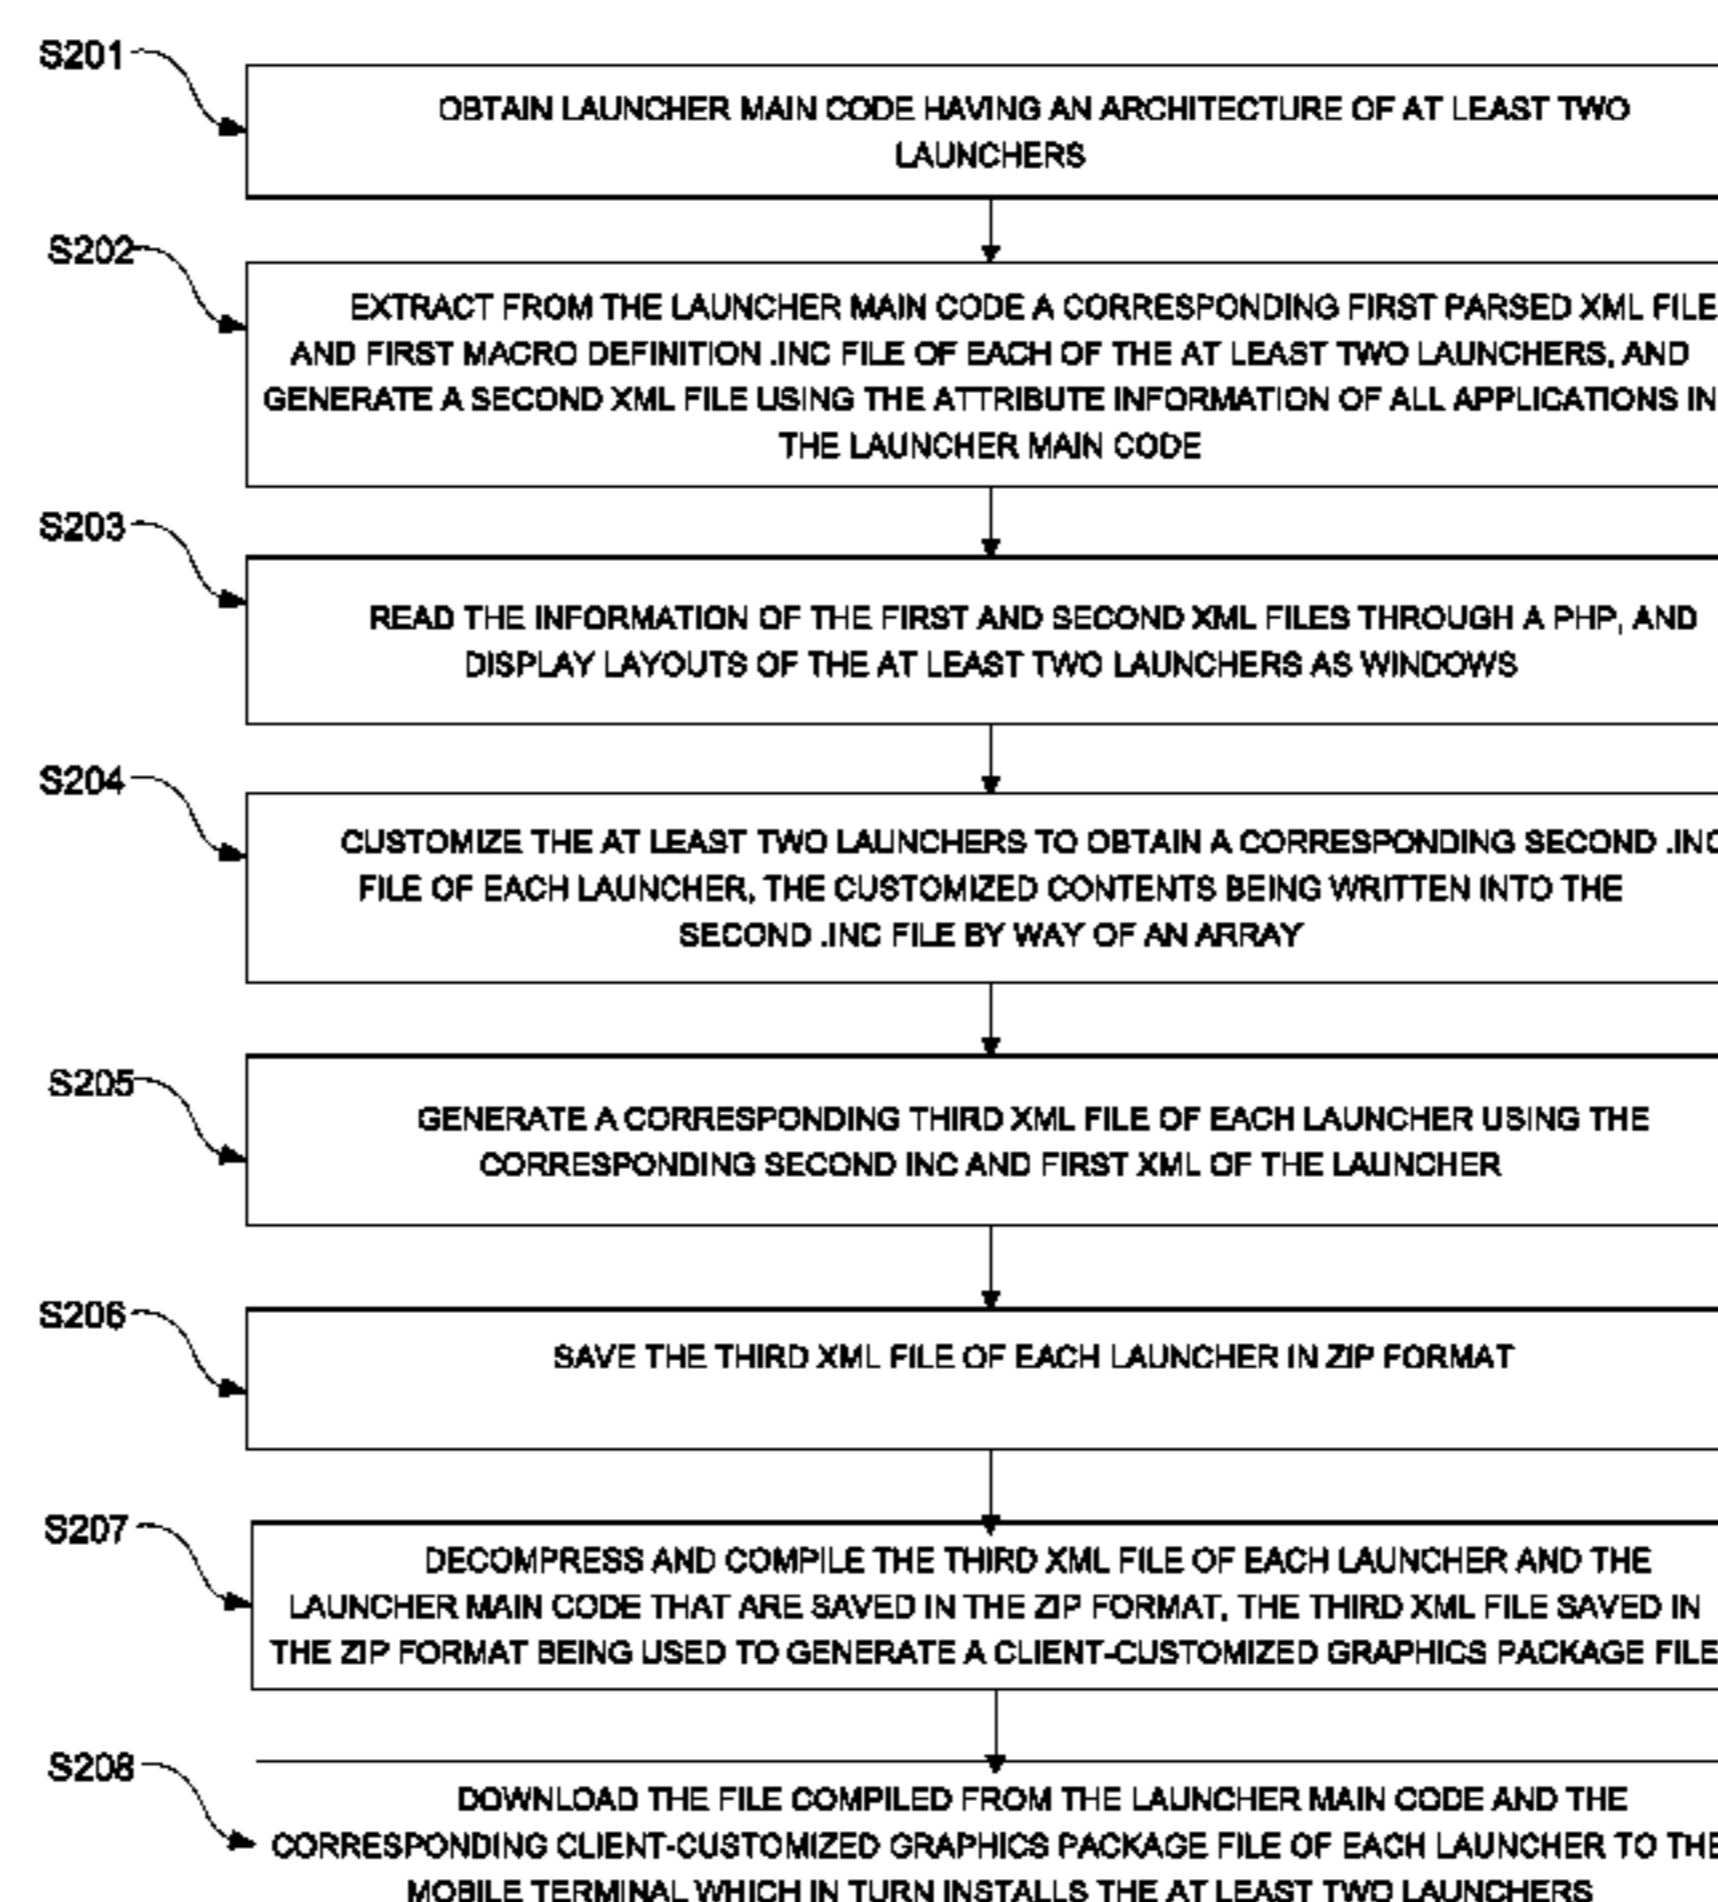 S201
OBTAIN LAUNCHER MAIN CODE HAVING AN ARCHITECTURE OF AT LEAST TWO
LAUNCHERS
S202
EXTRACT FROM THE LAUNCHER MAIN CODE A CORRESPONDING FIRST PARSED XML FILE
AND FIRST MACRO DEFINITION .INC FILE OF EACH OF THE AT LEAST TWO LAUNCHERS, AND
GENERATE A SECOND XML FILE USING THE ATTRIBUTE INFORMATION OF ALL APPLICATIONS IN
THE LAUNCHER MAIN CODE
S203
READ THE INFORMATION OF THE FIRST AND SECOND XML FILES THROUGH A PHP, AND
DISPLAY LAYOUTS OF THE AT LEAST TWO LAUNCHERS AS WINDOWS
S204
CUSTOMIZE THE AT LEAST TWO LAUNCHERS TO OBTAIN A CORRESPONDING SECOND .INC
FILE OF EACH LAUNCHER, THE CUSTOMIZED CONTENTS BEING WRITTEN INTO THE
SECOND .INC FILE BY WAY OF AN ARRAY
S205
GENERATE A CORRESPONDING THIRD XML FILE OF EACH LAUNCHER USING THE
CORRESPONDING SECOND INC AND FIRST XML OF THE LAUNCHER
S206
SAVE THE THIRD XML FILE OF EACH LAUNCHER IN ZIP FORMAT
S207
DECOMPRESS AND COMPILE THE THIRD XML FILE OF EACH LAUNCHER AND THE
LAUNCHER MAIN CODE THAT ARE SAVED IN THE ZIP FORMAT, THE THIRD XML FILE SAVED IN
THE ZIP FORMAT BEING USED TO GENERATE A CLIENT-CUSTOMIZED GRAPHICS PACKAGE FILE
S208
DOWNLOAD THE FILE COMPILED FROM THE LAUNCHER MAIN CODE AND THE
CORRESPONDING CLIENT-CUSTOMIZED GRAPHICS PACKAGE FILE OF EACH LAUNCHER TO THE
MOBILE TERMINAL WHICH IN TURN INSTALLS THE AT LEAST TWO LAUNCHERS